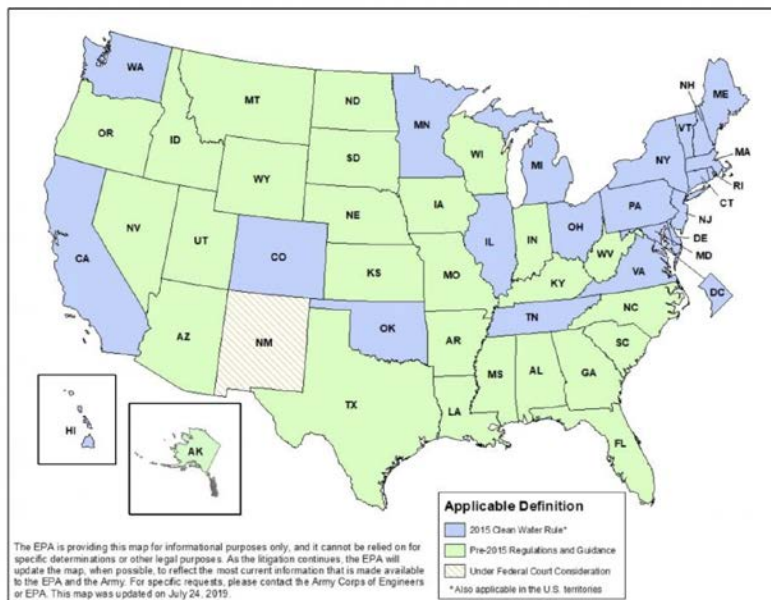 WA
MT
ND
MN
OR
ID
WY
SD
WI
MI
NH
ME
VT
NY
MA
RI
CT
NV
UT
CO
NE
IA
IL
IN
OH
PA
NJ
DE
MD
WV
VA
DC
CA
KS
MO
KY
AZ
NM
OK
AR
TN
NC
SC
TX
LA
MS
AL
GA
FL
HI
AK
Applicable Definition
2015 Clean Water Rule*
Pre-2015 Regulations and Guidance
Under Federal Court Consideration
*Also applicable in the U.S. territories
The EPA is providing this map for informational purposes only, and it cannot be relied on for
specific determinations or other legal purposes. As the litigation continues, the EPA will
update the map, when possible, to reflect the most current information that is made available
to the EPA and the Army. For specific requests, please contact the Army Corps of Engineers
or EPA. This map was updated on July 24, 2019.